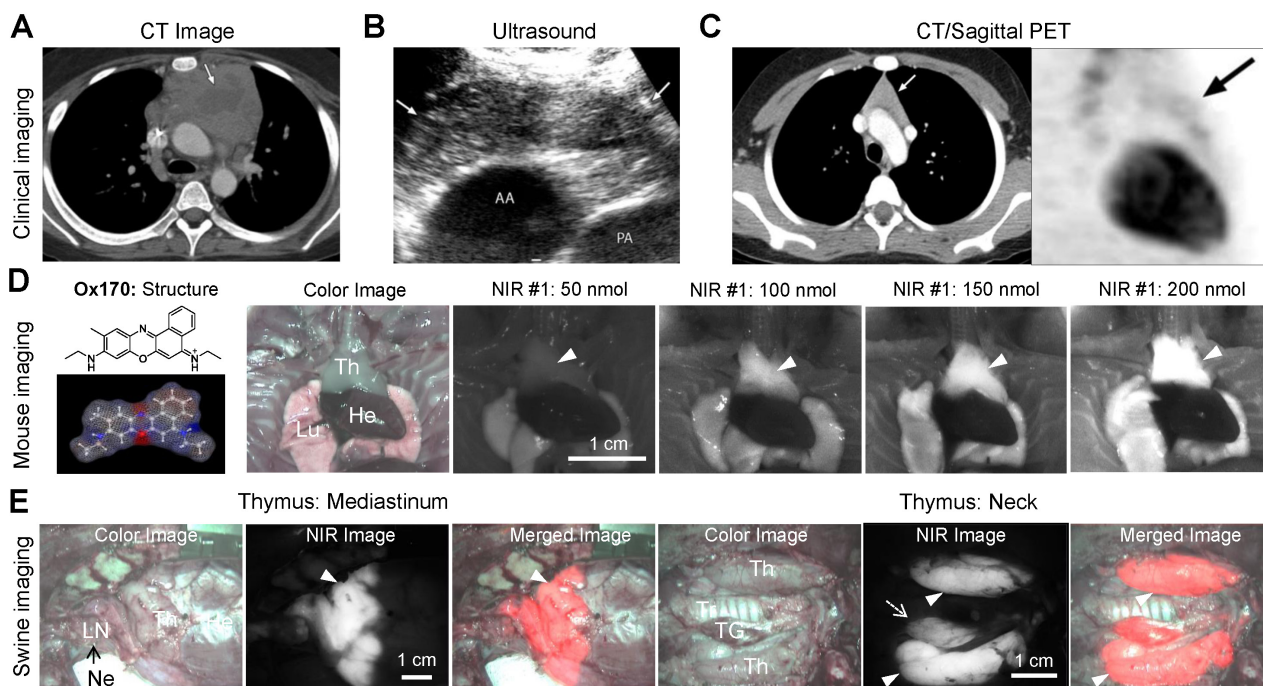 A
CT Image
B
Ultrasound
C
CT/Sagittal PET
Clinical imaging
AA
PA
D
Ox170: Structure
Color Image
NIR #1: 50 nmol
NIR #1: 100 nmol
NIR #1: 150 nmol
NIR #1: 200 nmol
Mouse imaging
N
N
H
O
N
H
+
Th
He
Lu
1 cm
E
Thymus: Mediastinum
Thymus: Neck
Swine imaging
Color Image
NIR Image
Merged Image
Color Image
NIR Image
Merged Image
Th
He
LN
Ne
1 cm
Th
Tr
TG
Th
1 cm